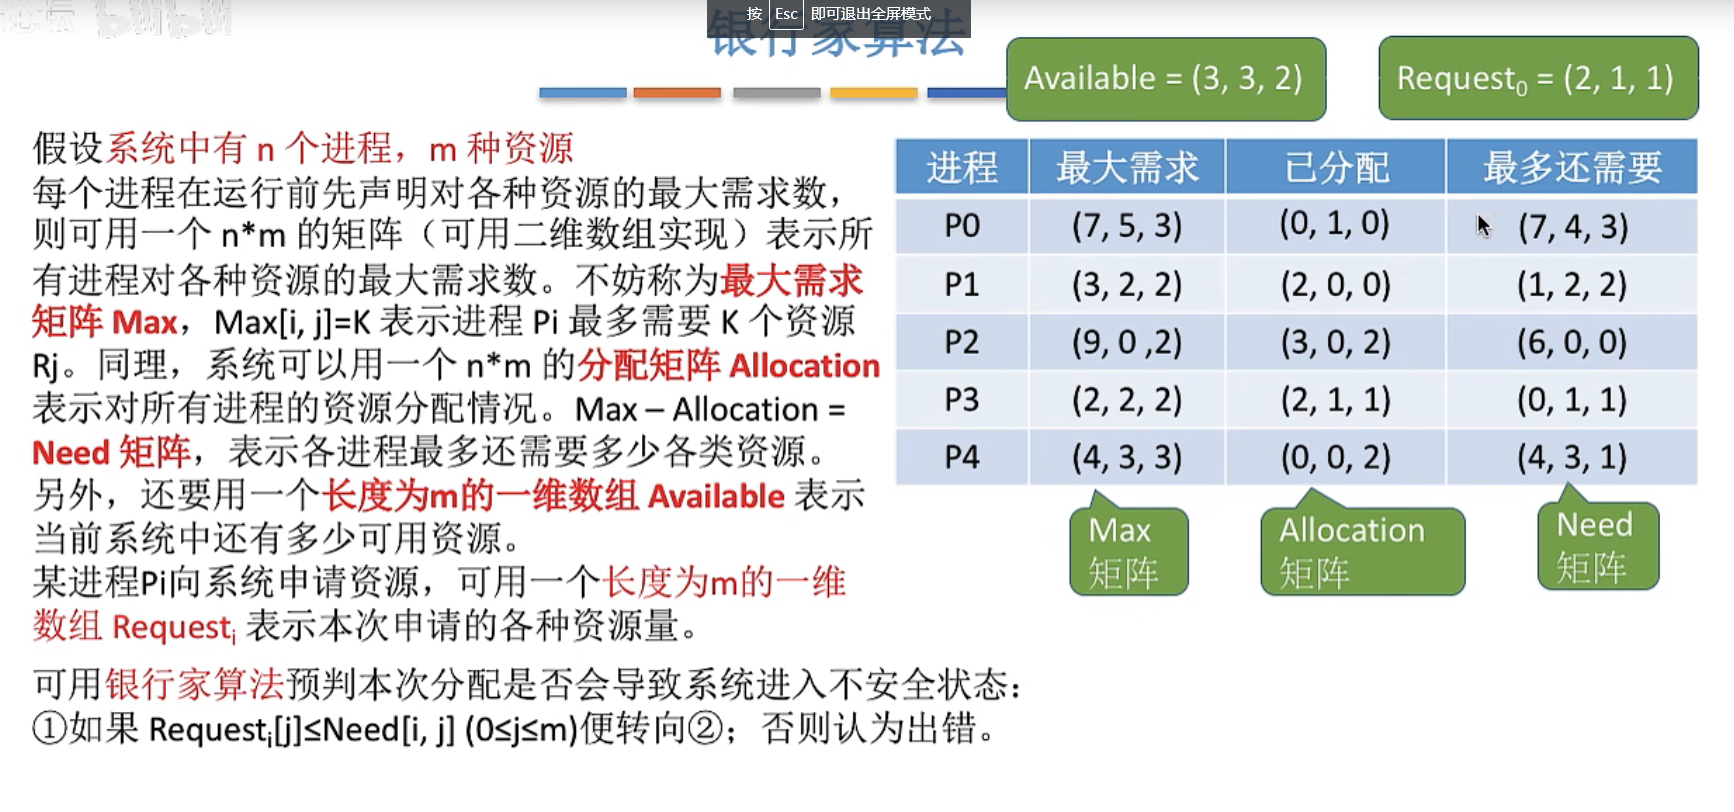 按 Esc 即可退出全屏模式
银行家算法
Available = (3, 3, 2)
Request₀ = (2, 1, 1)
假设系统中有 n 个进程，m 种资源
每个进程在运行前先声明对各种资源的最大需求数，
则可用一个 n*m 的矩阵（可用二维数组实现）表示所
有进程对各种资源的最大需求数。不妨称为最大需求
矩阵 Max，Max[i, j]=K 表示进程 Pi 最多需要 K 个资源
Rj。同理，系统可以用一个 n*m 的分配矩阵 Allocation
表示对所有进程的资源分配情况。Max – Allocation =
Need 矩阵，表示各进程最多还需要多少各类资源。
另外，还要用一个长度为m的一维数组 Available 表示
当前系统中还有多少可用资源。
某进程Pi向系统申请资源，可用一个长度为m的一维
数组 Requestᵢ 表示本次申请的各种资源量。
可用银行家算法预判本次分配是否会导致系统进入不安全状态：
①如果 Requestᵢ[j]≤Need[i, j] (0≤j≤m)便转向②；否则认为出错。
进程 最大需求 已分配 最多还需要
P0 (7, 5, 3) (0, 1, 0) (7, 4, 3)
P1 (3, 2, 2) (2, 0, 0) (1, 2, 2)
P2 (9, 0 ,2) (3, 0, 2) (6, 0, 0)
P3 (2, 2, 2) (2, 1, 1) (0, 1, 1)
P4 (4, 3, 3) (0, 0, 2) (4, 3, 1)
Max
矩阵
Allocation
矩阵
Need
矩阵